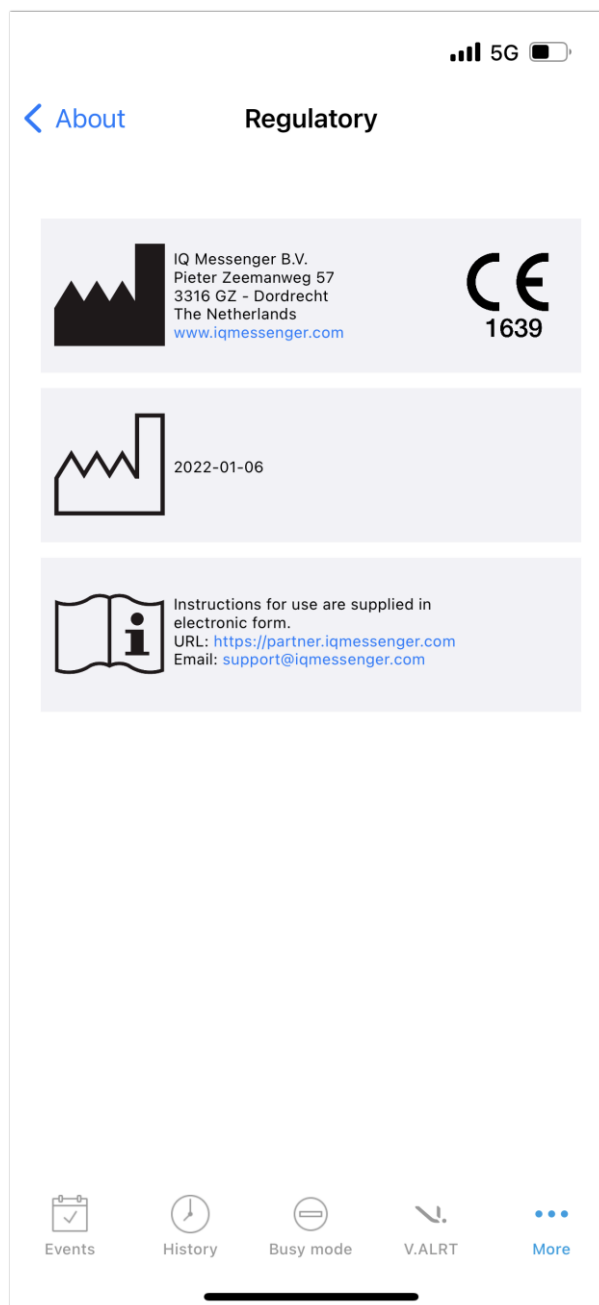 5G
About
Regulatory
IQ Messenger B.V.
Pieter Zeemanweg 57
3316 GZ - Dordrecht
The Netherlands
www.iqmessenger.com
CE
1639
2022-01-06
Instructions for use are supplied in
electronic form.
URL: https://partner.iqmessenger.com
Email: support@iqmessenger.com
Events
History
Busy mode
V.ALRT
More